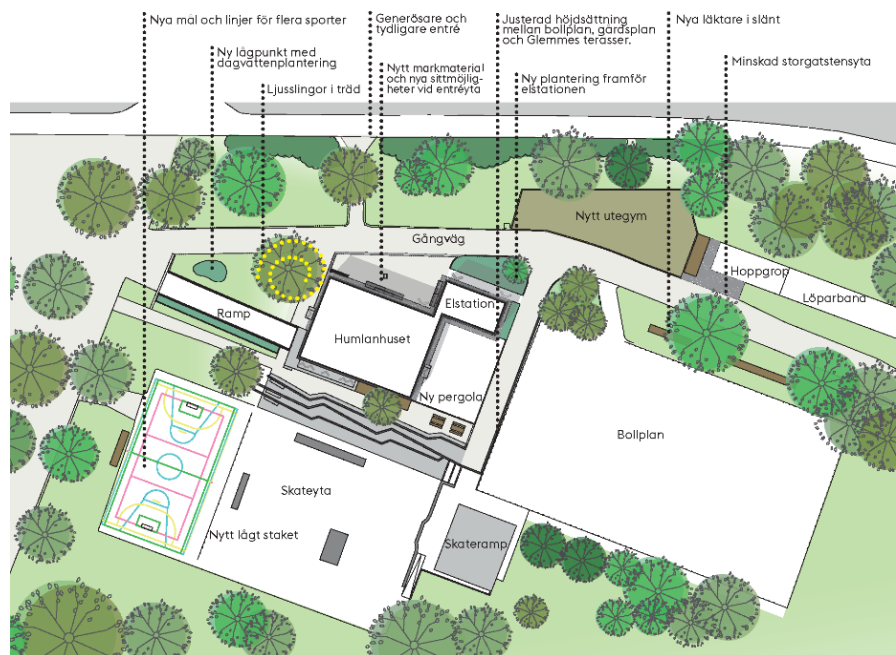 Nya mål och linjer för flera sporter
Generösare och
tydligare entré
Justerad höjdsättning
mellan bollplan, gårdsplan
och Glemmes terasser.
Nya läktare i slänt
Ny lågpunkt med
dagvattenplantering
Nytt markmaterial
och nya sittmöjlig-
heter vid entréyta
Minskad storgatstensyta
Ljusslingor i träd
Ny plantering framför
elstationen
Nytt utegym
Gångväg
Hoppgrop
Löparbana
Elstation
Ramp
Humlanhuset
Ny pergola
Bollplan
Skateyta
Nytt lågt staket
Skateramp